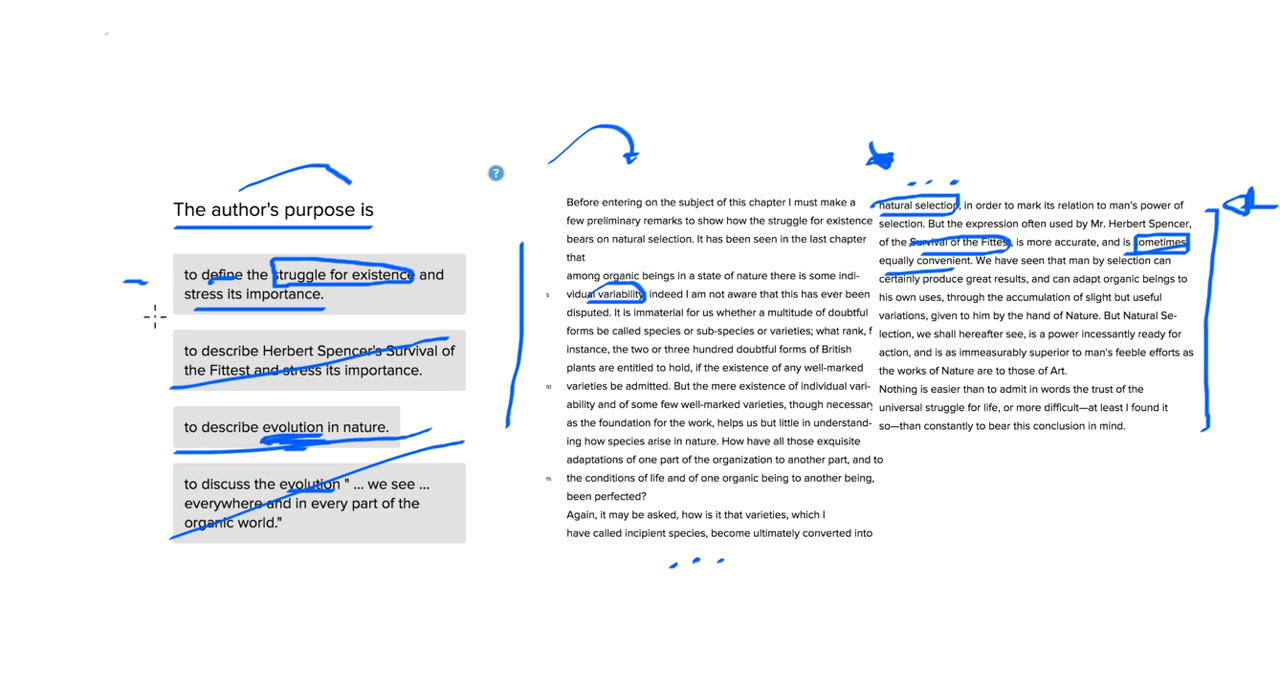 ?
The author's purpose is
to define the struggle for existence and
stress its importance.
to describe Herbert Spencer's Survival of
the Fittest and stress its importance.
to describe evolution in nature.
to discuss the evolution " ... we see ...
everywhere and in every part of the
organic world."
Before entering on the subject of this chapter I must make a
few preliminary remarks to show how the struggle for existence
bears on natural selection. It has been seen in the last chapter
that
among organic beings in a state of nature there is some indi-
5 vidual variability; indeed I am not aware that this has ever been
disputed. It is immaterial for us whether a multitude of doubtful
forms be called species or sub-species or varieties; what rank, f
instance, the two or three hundred doubtful forms of British
plants are entitled to hold, if the existence of any well-marked
10 varieties be admitted. But the mere existence of individual vari-
ability and of some few well-marked varieties, though necessary
as the foundation for the work, helps us but little in understand-
ing how species arise in nature. How have all those exquisite
adaptations of one part of the organization to another part, and to
15 the conditions of life and of one organic being to another being,
been perfected?
Again, it may be asked, how is it that varieties, which I
have called incipient species, become ultimately converted into
natural selection, in order to mark its relation to man's power of
selection. But the expression often used by Mr. Herbert Spencer,
of the Survival of the Fittest, is more accurate, and is sometimes
equally convenient. We have seen that man by selection can
certainly produce great results, and can adapt organic beings to
his own uses, through the accumulation of slight but useful
variations, given to him by the hand of Nature. But Natural Se-
lection, we shall hereafter see, is a power incessantly ready for
action, and is as immeasurably superior to man's feeble efforts as
the works of Nature are to those of Art.
Nothing is easier than to admit in words the trust of the
universal struggle for life, or more difficult—at least I found it
so—than constantly to bear this conclusion in mind.